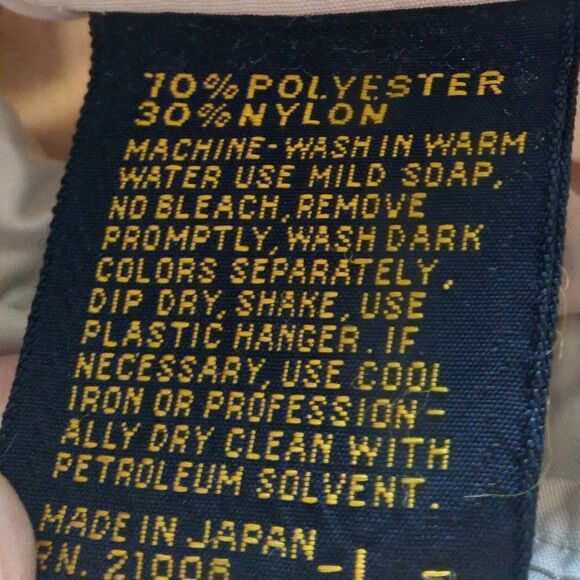 70% POLYESTER
30% NYLON
MACHINE-WASH IN WARM
WATER USE MILD SOAP,
NO BLEACH, REMOVE
PROMPTLY, WASH DARK
COLORS SEPARATELY.
DIP DRY, SHAKE, USE
PLASTIC HANGER. IF
NECESSARY, USE COOL
IRON OR PROFESSION-
ALLY DRY CLEAN WITH
PETROLEUM SOLVENT.
MADE IN JAPAN
RN. 21008 -L-